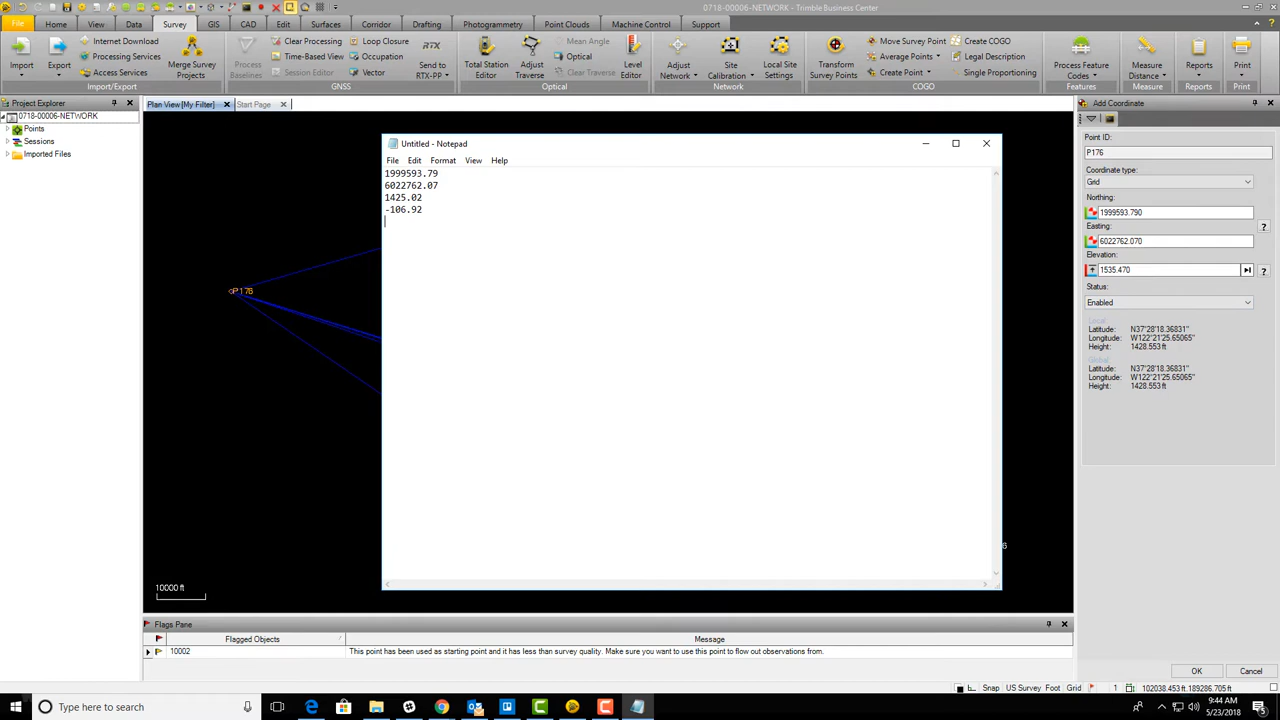 0718-00006-NETWORK - Trimble Business Center
File Home View Data Survey GIS CAD Edit Surfaces Corridor Drafting Photogrammetry Point Clouds Machine Control Support
Internet Download Clear Processing Loop Closure Mean Angle Move Survey Point Create COGO
Processing Services Time-Based View Occupation Optical Average Points Legal Description
Access Services Session Editor Vector Clear Traverse Create Point Single Proportioning
Import
Export
Merge Survey Projects
Process Baselines
Send to RTX-PP
RTX
Total Station Editor
Adjust Traverse
Level Editor
Adjust Network
Site Calibration
Local Site Settings
Transform Survey Points
Process Feature Codes
Measure Distance
Reports
Print
Import/Export GNSS Optical Network COGO Features Measure Reports Print
Project Explorer
0718-00006-NETWORK
Points
Sessions
Imported Files
Plan View [My Filter] Start Page
P176
10000 ft
Untitled - Notepad
File Edit Format View Help
1999593.79
6022762.07
1425.02
-106.92
Add Coordinate
Point ID:
P176
Coordinate type:
Grid
Northing:
1999593.790
Easting:
6022762.070
Elevation:
1535.470
Status:
Enabled
Local
Latitude: N37°28'18.36831"
Longitude: W122°21'25.65065"
Height: 1428.553 ft
Global
Latitude: N37°28'18.36831"
Longitude: W122°21'25.65065"
Height: 1428.553 ft
OK Cancel
Flags Pane
Flagged Objects Message
10002 This point has been used as starting point and it has less than survey quality. Make sure you want to use this point to flow out observations from.
Snap US Survey Foot Grid 1 102038.453 ft,189286.705 ft
Type here to search
9:44 AM
5/23/2018